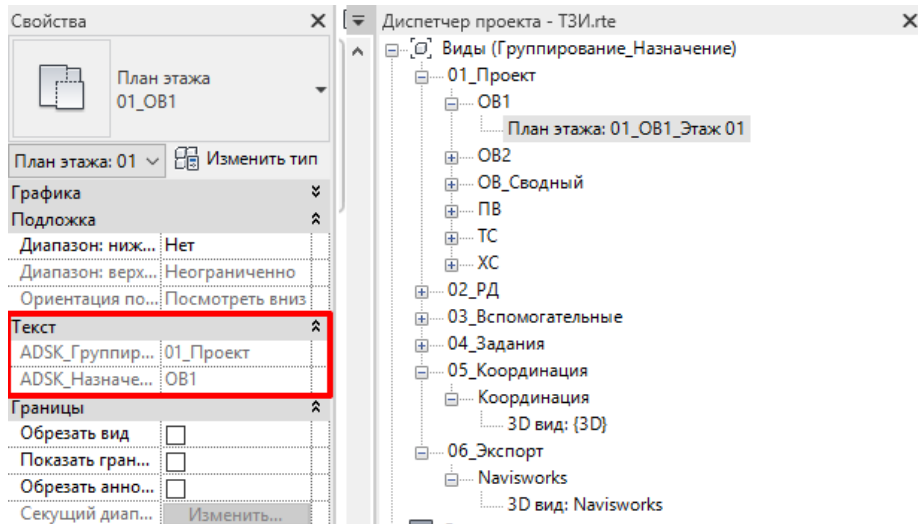 Свойства
План этажа
01_ОВ1
План этажа: 01
Изменить тип
Графика
Подложка
Диапазон: ниж... Нет
Диапазон: верх... Неограниченно
Ориентация по... Посмотреть вниз
Текст
ADSK_Группир... 01_Проект
ADSK_Назначе... ОВ1
Границы
Обрезать вид
Показать гран...
Обрезать анно...
Секущий диап... Изменить...
Диспетчер проекта - ТЗИ.rte
Виды (Группирование_Назначение)
01_Проект
ОВ1
План этажа: 01_ОВ1_Этаж 01
ОВ2
ОВ_Сводный
ПВ
ТС
ХС
02_РД
03_Вспомогательные
04_Задания
05_Координация
Координация
3D вид: {3D}
06_Экспорт
Navisworks
3D вид: Navisworks